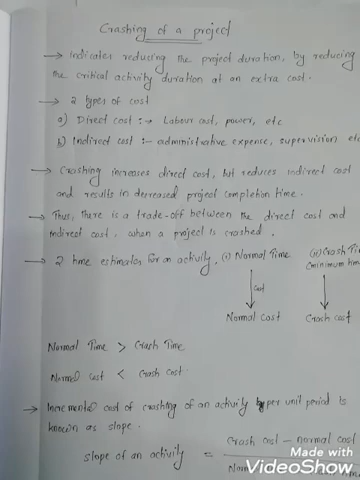 Crashing of a project
→ Indicates reducing the project duration, by reducing
the critical activity duration at an extra cost.
→ 2 types of cost
a) Direct cost :→ Labour cost, power, etc
b) Indirect cost :- administrative expence, supervision etc
→ Crashing increases direct cost, but reduces indirect cost
and results in decreased project completion time.
→ Thus, there is a trade-off between the direct cost and
indirect cost, when a project is crashed.
→ 2 time estimates for an activity, (i) Normal Time (ii) Crash Tim
(minimum tim
↓ cost ↓
Normal Cost Crash cost
Normal Time > Crash Time
Normal cost < Crash cost
→ Incremental cost of crashing of an activity per unit period is
known as slope.
slope of an activity = Crash cost - normal cost
Norm
Made with
VideoShow